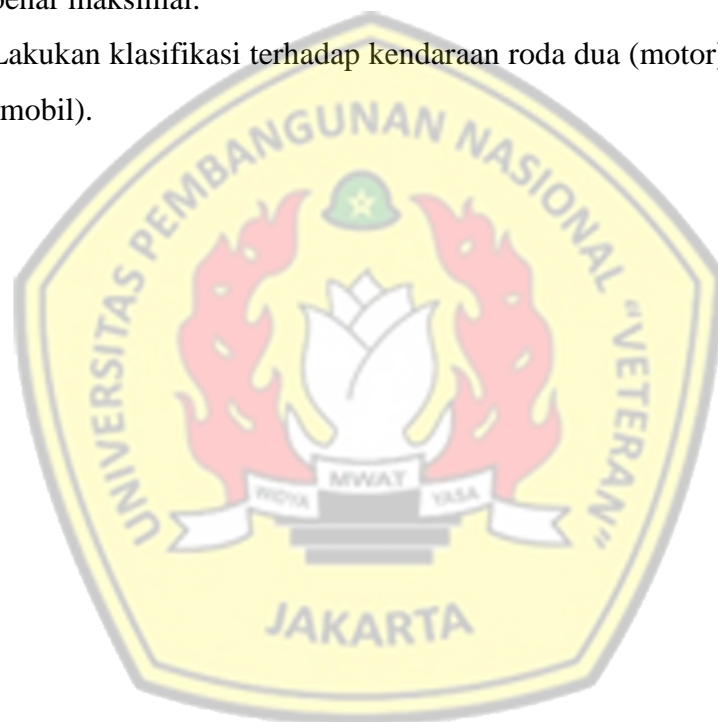 benar maksimal.
Lakukan klasifikasi terhadap kendaraan roda dua (motor)
mobil).
UNIVERSITAS PEMBANGUNAN NASIONAL "VETERAN"
WIDYA MWAT YASA
JAKARTA